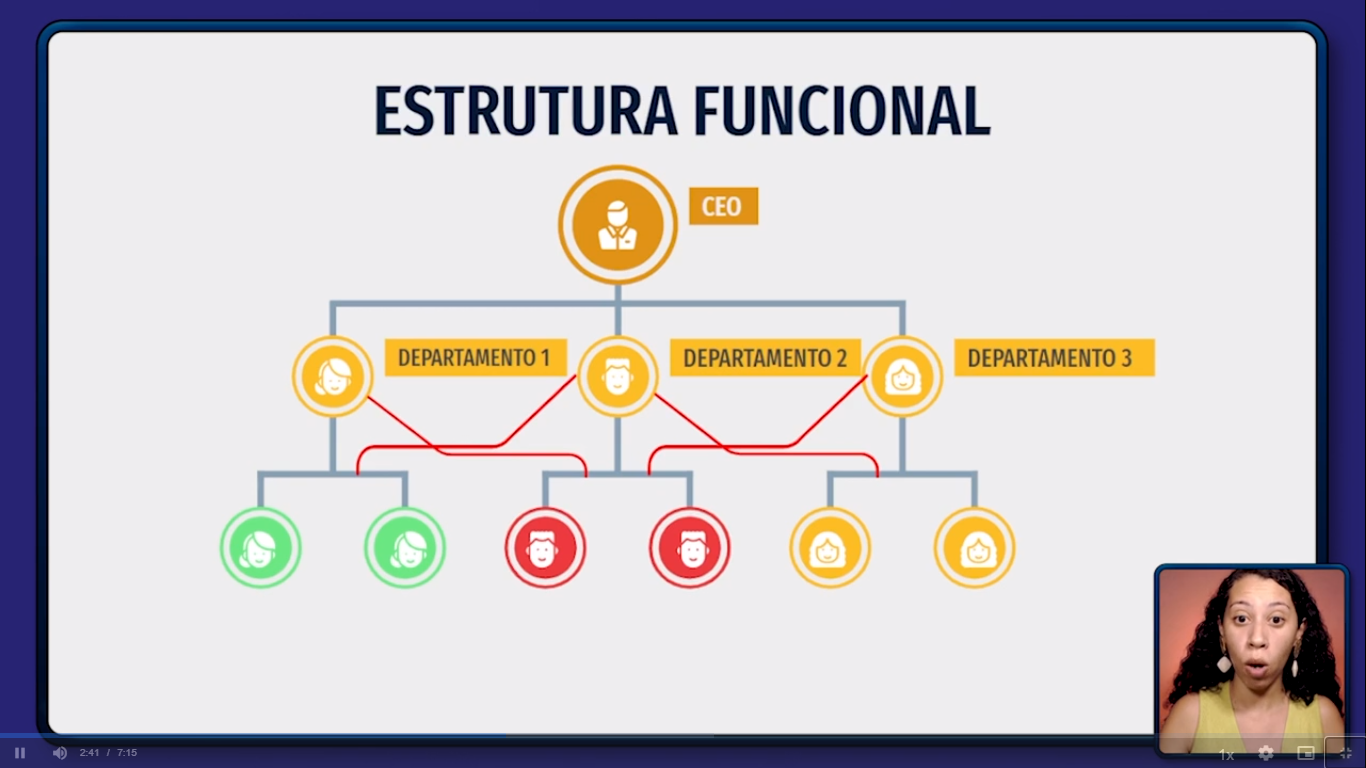 ESTRUTURA FUNCIONAL
CEO
DEPARTAMENTO 1
DEPARTAMENTO 2
DEPARTAMENTO 3
2:41 / 7:15
1x